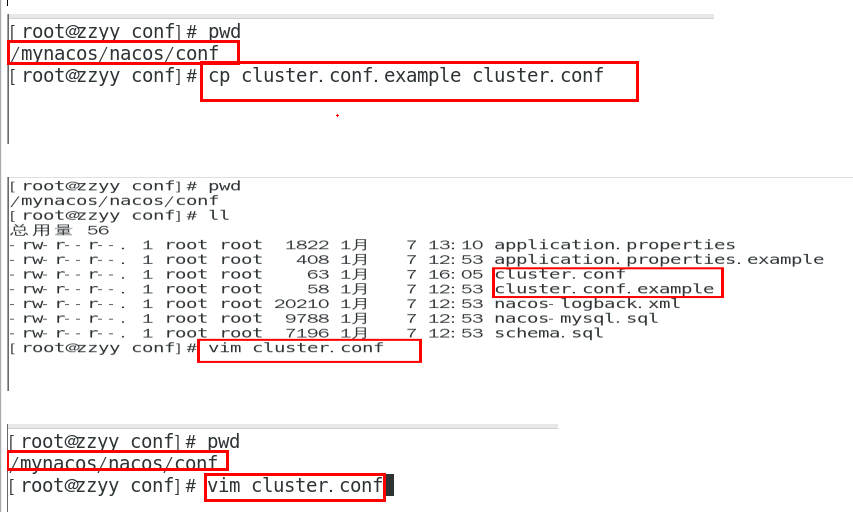 [root@zzyy conf]# pwd
/mynacos/nacos/conf
[root@zzyy conf]# cp cluster.conf.example cluster.conf
[root@zzyy conf]# pwd
/mynacos/nacos/conf
[root@zzyy conf]# ll
总用量 56
-rw-r--r--. 1 root root  1822 1月   7 13:10 application.properties
-rw-r--r--. 1 root root   408 1月   7 12:53 application.properties.example
-rw-r--r--. 1 root root    63 1月   7 16:05 cluster.conf
-rw-r--r--. 1 root root    58 1月   7 12:53 cluster.conf.example
-rw-r--r--. 1 root root 20210 1月   7 12:53 nacos-logback.xml
-rw-r--r--. 1 root root  9788 1月   7 12:53 nacos-mysql.sql
-rw-r--r--. 1 root root  7196 1月   7 12:53 schema.sql
[root@zzyy conf]# vim cluster.conf
[root@zzyy conf]# pwd
/mynacos/nacos/conf
[root@zzyy conf]# vim cluster.conf